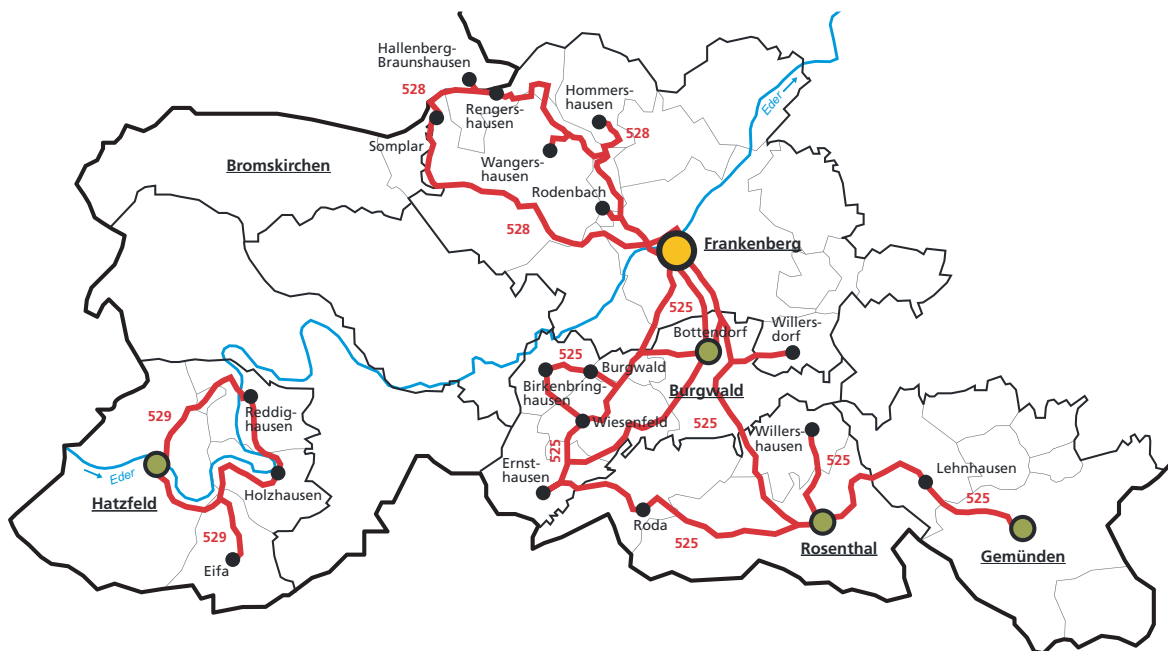 Hallenberg-
Braunshausen
528
Rengers-
hausen
Hommers-
hausen
528
Somplar
Wangers-
hausen
Bromskirchen
Rodenbach
528
Frankenberg
Eder
525
Bottendorf
Willers-
dorf
525
Burgwald
Birkenbring-
hausen
Burgwald
Wiesenfeld
525
525
Ernst-
hausen
Willers-
hausen
525
Lehnhausen
525
Roda
525
Rosenthal
Gemünden
529
Reddig-
hausen
Eder
Hatzfeld
Holzhausen
529
Eifa